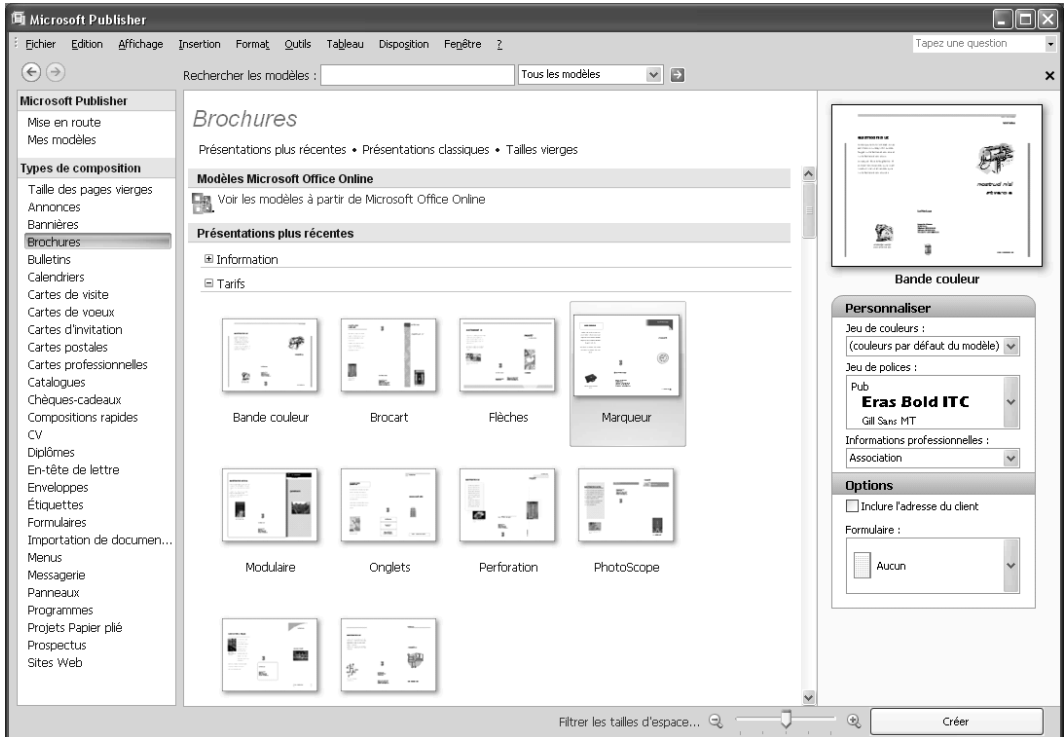 Microsoft Publisher
Fichier Edition Affichage Insertion Format Outils Tableau Disposition Fenêtre ?
Tapez une question
Rechercher les modèles :
Tous les modèles
Microsoft Publisher
Mise en route
Mes modèles
Types de composition
Taille des pages vierges
Annonces
Bannières
Brochures
Bulletins
Calendriers
Cartes de visite
Cartes de voeux
Cartes d'invitation
Cartes postales
Cartes professionnelles
Catalogues
Chèques-cadeaux
Compositions rapides
CV
Diplômes
En-tête de lettre
Enveloppes
Étiquettes
Formulaires
Importation de documen...
Menus
Messagerie
Panneaux
Programmes
Projets Papier plié
Prospectus
Sites Web
Brochures
Présentations plus récentes • Présentations classiques • Tailles vierges
Modèles Microsoft Office Online
Voir les modèles à partir de Microsoft Office Online
Présentations plus récentes
Information
Tarifs
Bande couleur Brocart Flèches Marqueur
Modulaire Onglets Perforation PhotoScope
Bande couleur
Personnaliser
Jeu de couleurs :
(couleurs par défaut du modèle)
Jeu de polices :
Pub
Eras Bold ITC
Gill Sans MT
Informations professionnelles :
Association
Options
Inclure l'adresse du client
Formulaire :
Aucun
Filtrer les tailles d'espace...
Créer